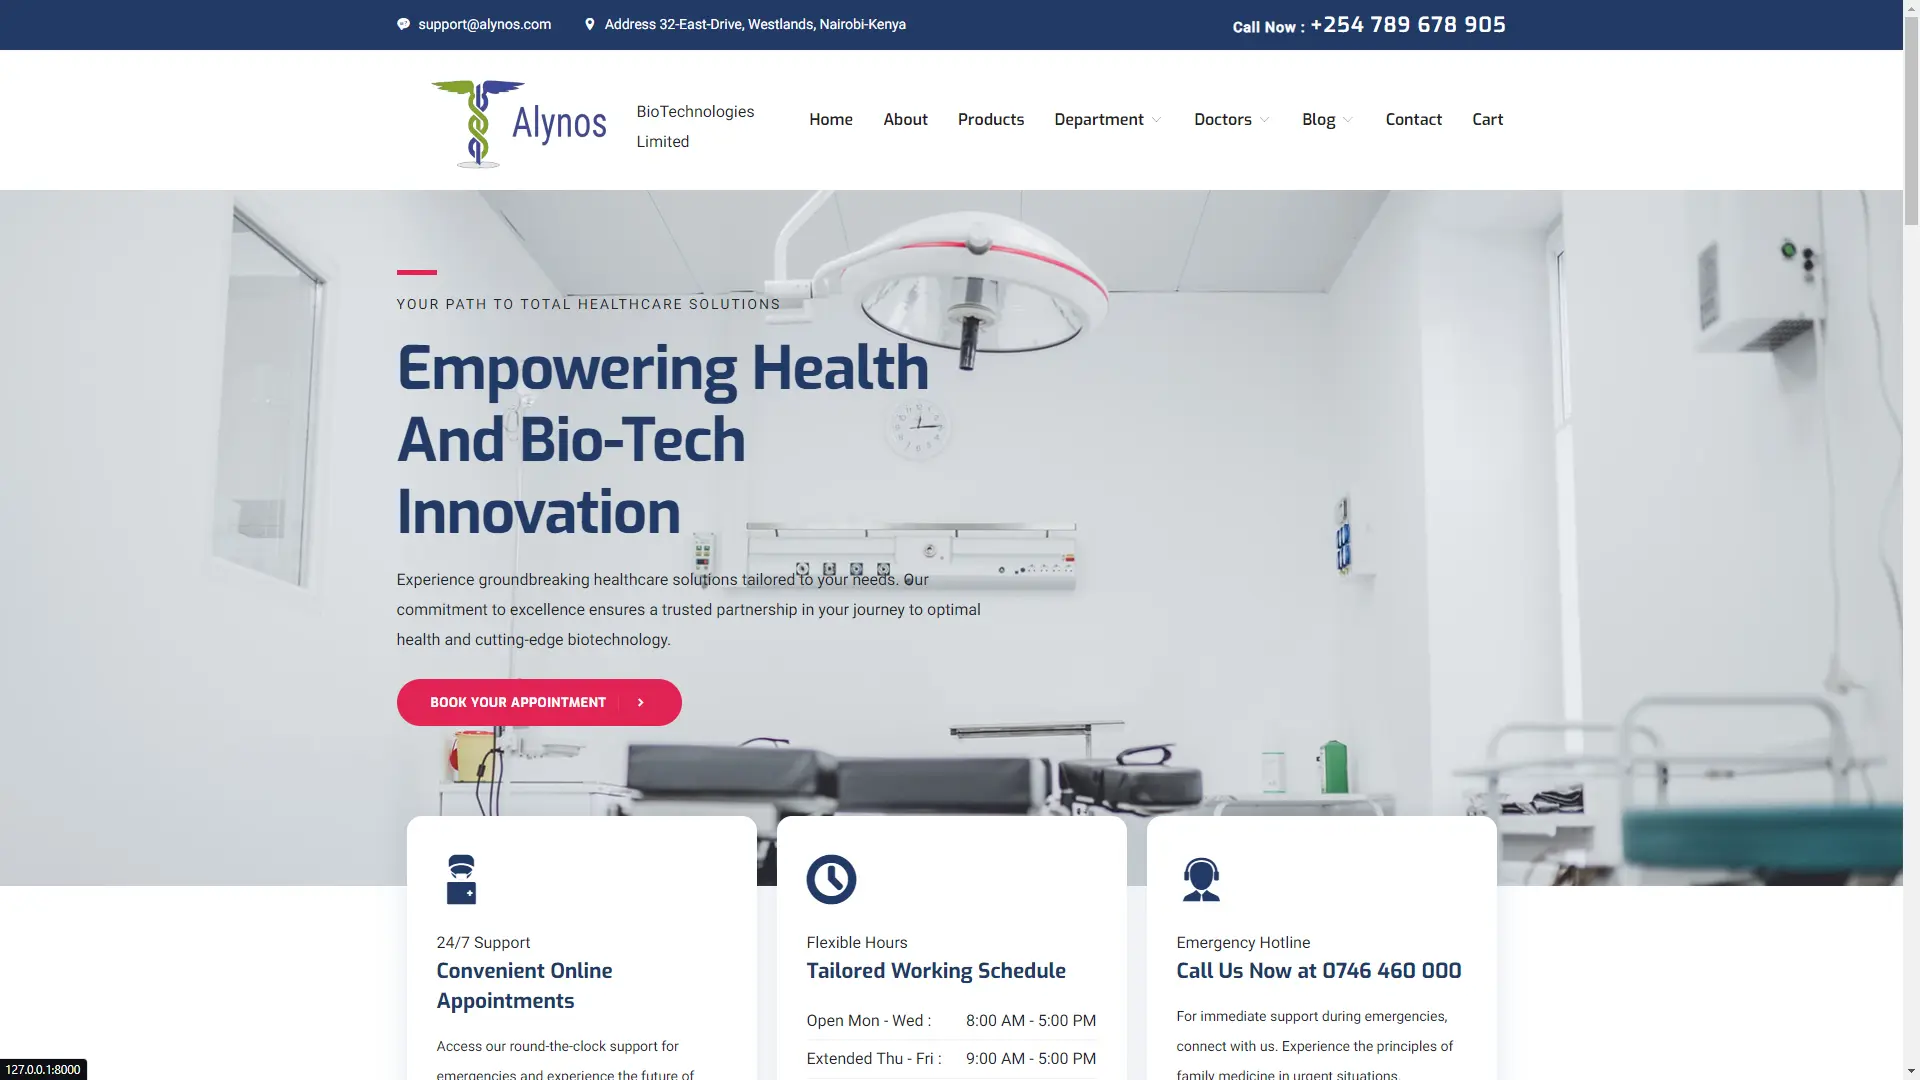 support@alynos.com
Address 32-East-Drive, Westlands, Nairobi-Kenya
Call Now : +254 789 678 905
Alynos
BioTechnologies
Limited
Home
About
Products
Department
Doctors
Blog
Contact
Cart
YOUR PATH TO TOTAL HEALTHCARE SOLUTIONS
Empowering Health
And Bio-Tech
Innovation
Experience groundbreaking healthcare solutions tailored to your needs. Our
commitment to excellence ensures a trusted partnership in your journey to optimal
health and cutting-edge biotechnology.
BOOK YOUR APPOINTMENT
24/7 Support
Convenient Online
Appointments
Access our round-the-clock support for
emergencies and experience the future of
Flexible Hours
Tailored Working Schedule
Open Mon - Wed : 8:00 AM - 5:00 PM
Extended Thu - Fri : 9:00 AM - 5:00 PM
Emergency Hotline
Call Us Now at 0746 460 000
For immediate support during emergencies,
connect with us. Experience the principles of
family medicine in urgent situations.
127.0.0.1:8000